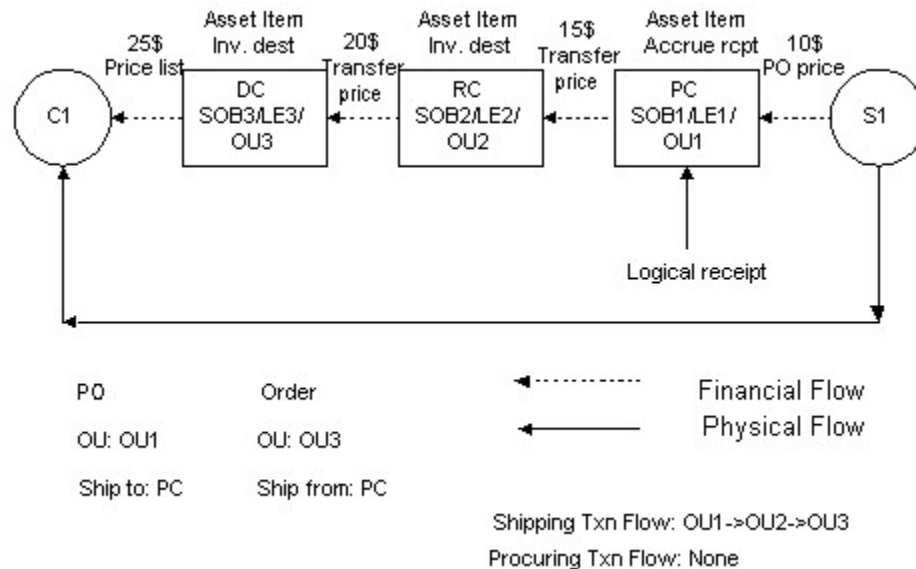 Asset Item
Inv. dest
Asset Item
Inv. dest
Asset Item
Accrue rcpt
25$
Price list
20$
Transfer
price
15$
Transfer
price
10$
PO price
C1
DC
SOB3/LE3/
OU3
RC
SOB2/LE2/
OU2
PC
SOB1/LE1/
OU1
S1
Logical receipt
PO
Order
Financial Flow
Physical Flow
OU: OU1
OU: OU3
Ship to: PC
Ship from: PC
Shipping Txn Flow: OU1->OU2->OU3
Procuring Txn Flow: None